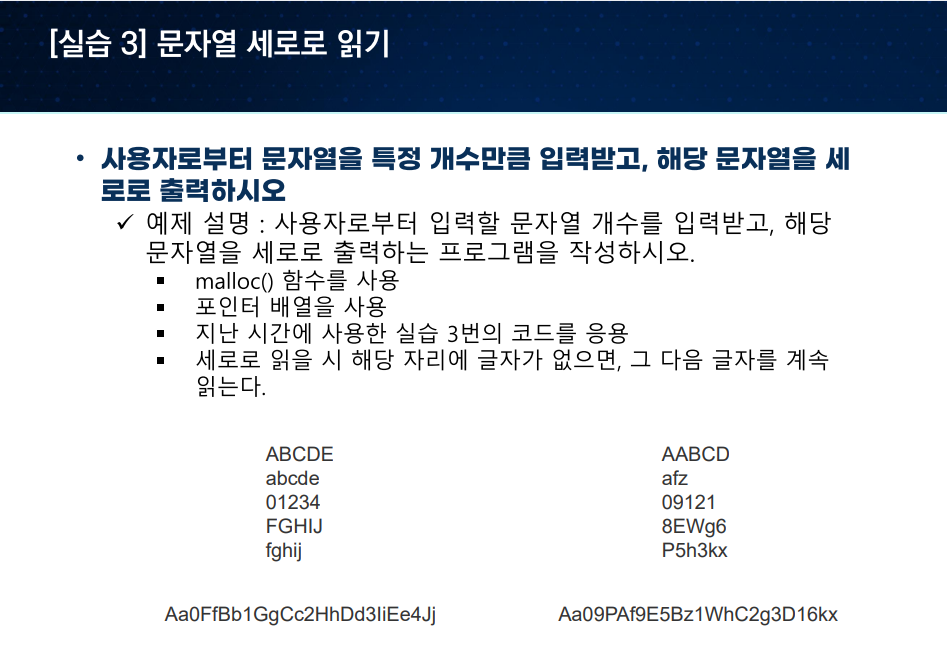 [실습 3] 문자열 세로로 읽기
• 사용자로부터 문자열을 특정 개수만큼 입력받고, 해당 문자열을 세
로로 출력하시오
✓ 예제 설명 : 사용자로부터 입력할 문자열 개수를 입력받고, 해당
문자열을 세로로 출력하는 프로그램을 작성하시오.
▪ malloc() 함수를 사용
▪ 포인터 배열을 사용
▪ 지난 시간에 사용한 실습 3번의 코드를 응용
▪ 세로로 읽을 시 해당 자리에 글자가 없으면, 그 다음 글자를 계속
읽는다.
ABCDE
abcde
01234
FGHIJ
fghij
Aa0FfBb1GgCc2HhDd3IiEe4Jj
AABCD
afz
09121
8EWg6
P5h3kx
Aa09PAf9E5Bz1WhC2g3D16kx